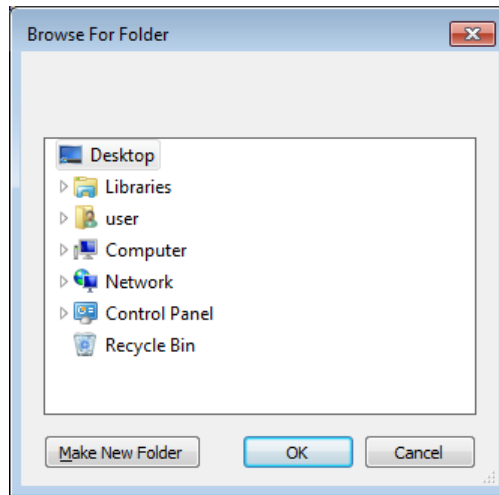 Browse For Folder
Desktop
Libraries
user
Computer
Network
Control Panel
Recycle Bin
Make New Folder OK Cancel